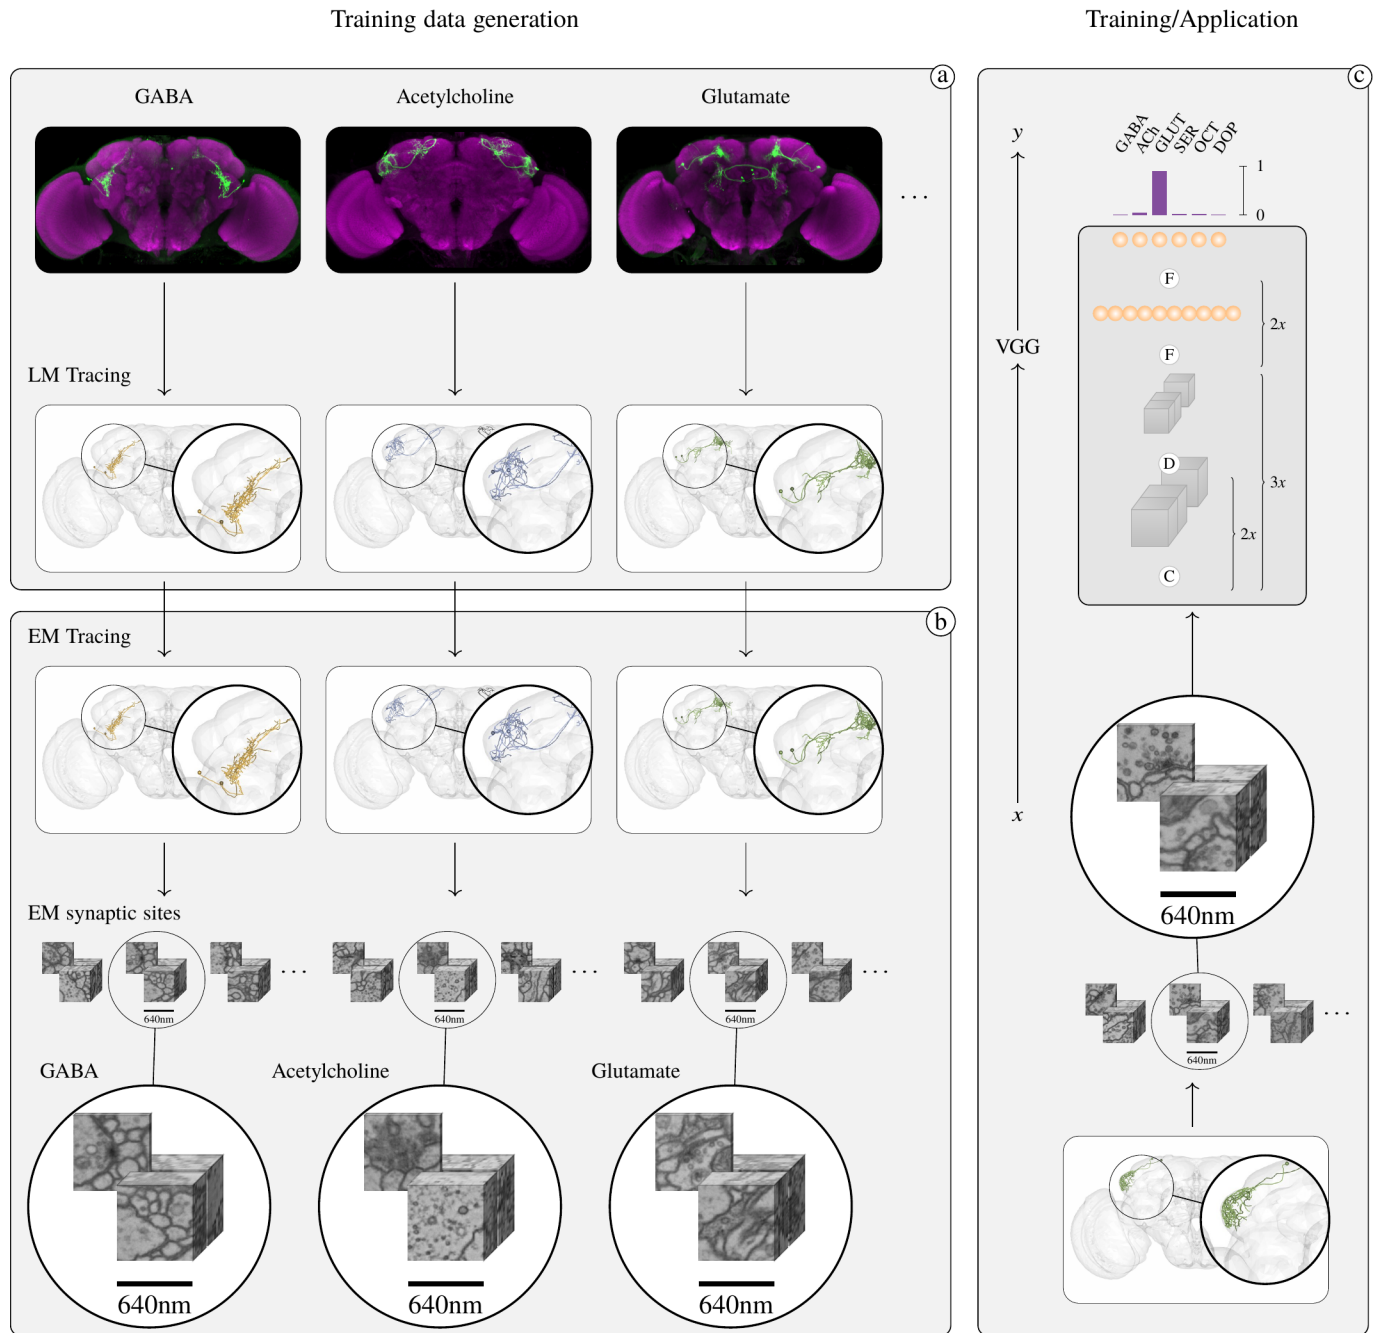 Training data generation
Training/Application
a
GABA
Acetylcholine
Glutamate
. . .
LM Tracing
b
EM Tracing
EM synaptic sites
. . .
. . .
. . .
640nm
640nm
640nm
GABA
Acetylcholine
Glutamate
640nm
640nm
640nm
c
y
GABA
ACh
GLUT
SER
OCT
DOP
1
0
F
2x
VGG
F
D
3x
2x
C
x
640nm
. . .
640nm